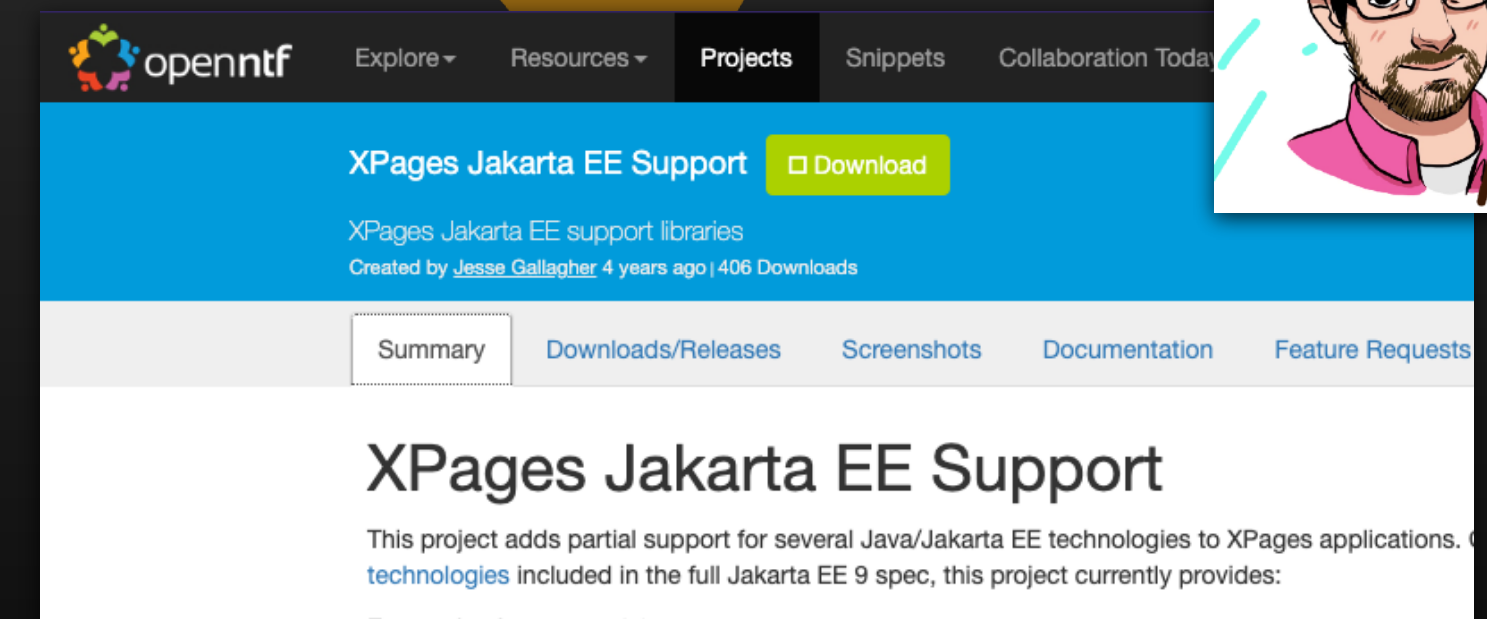 openntf
Explore Resources Projects Snippets Collaboration Today
XPages Jakarta EE Support Download
XPages Jakarta EE support libraries
Created by Jesse Gallagher 4 years ago | 406 Downloads
Summary Downloads/Releases Screenshots Documentation Feature Requests
XPages Jakarta EE Support
This project adds partial support for several Java/Jakarta EE technologies to XPages applications.
technologies included in the full Jakarta EE 9 spec, this project currently provides: